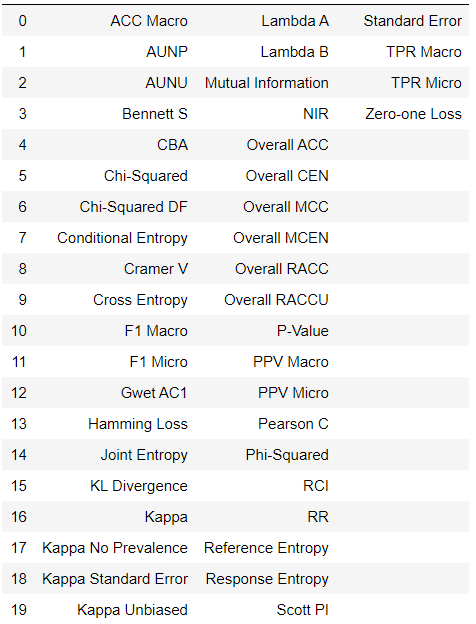 0 ACC Macro Lambda A Standard Error
1 AUNP Lambda B TPR Macro
2 AUNU Mutual Information TPR Micro
3 Bennett S NIR Zero-one Loss
4 CBA Overall ACC
5 Chi-Squared Overall CEN
6 Chi-Squared DF Overall MCC
7 Conditional Entropy Overall MCEN
8 Cramer V Overall RACC
9 Cross Entropy Overall RACCU
10 F1 Macro P-Value
11 F1 Micro PPV Macro
12 Gwet AC1 PPV Micro
13 Hamming Loss Pearson C
14 Joint Entropy Phi-Squared
15 KL Divergence RCI
16 Kappa RR
17 Kappa No Prevalence Reference Entropy
18 Kappa Standard Error Response Entropy
19 Kappa Unbiased Scott PI